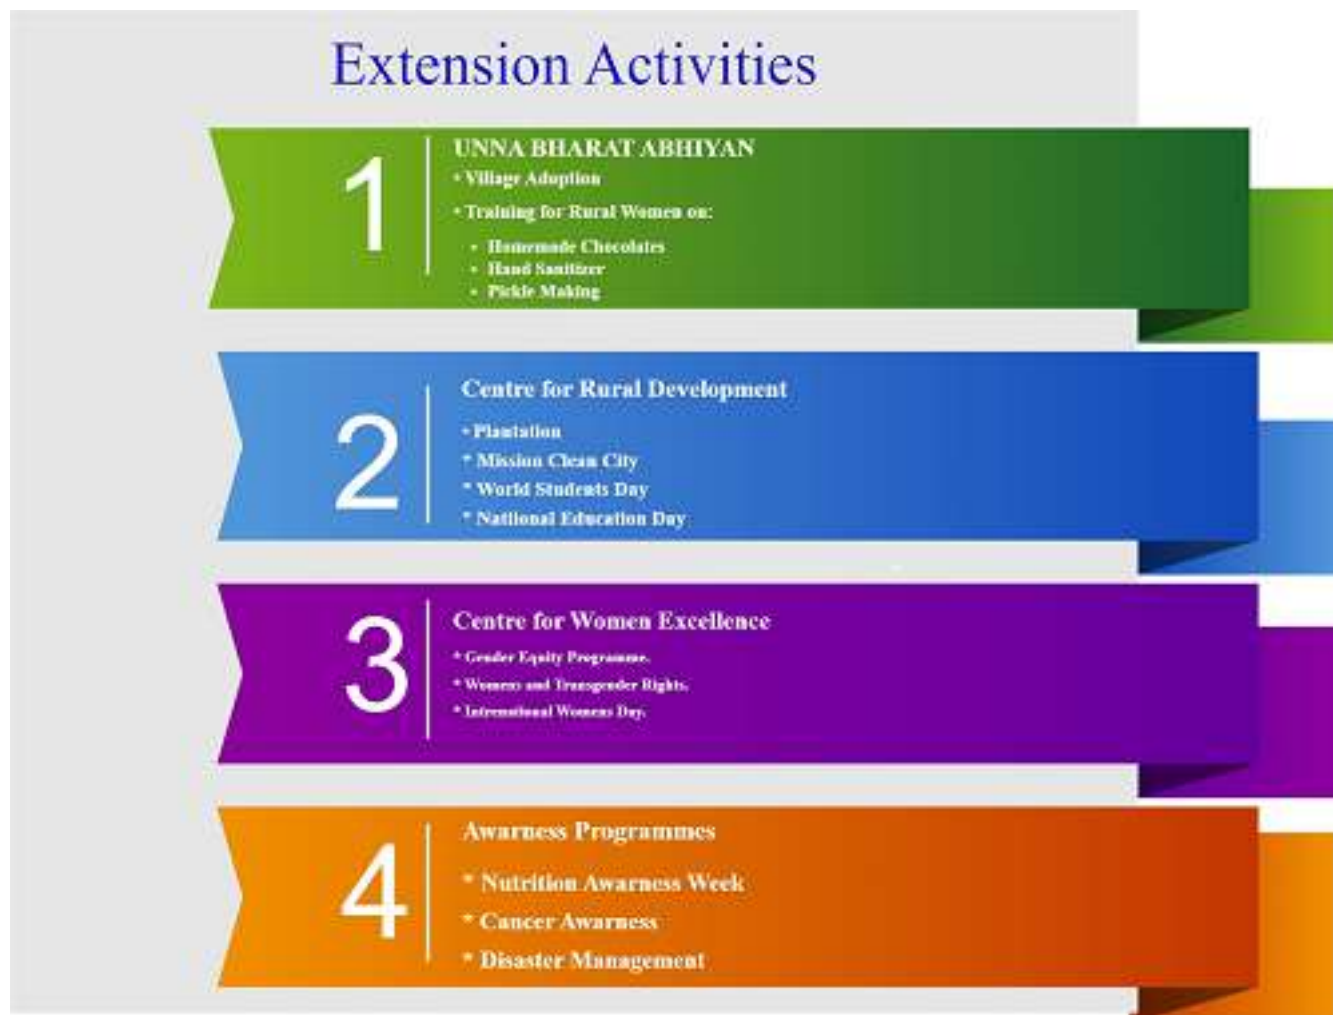 Extension Activities
1
UNNA BHARAT ABHIYAN
• Village Adoption
• Training for Rural Women on:
• Homemade Chocolates
• Hand Sanitizer
• Pickle Making
2
Centre for Rural Development
• Plantation
* Mission Clean City
* World Students Day
* Natiional Education Day
3
Centre for Women Excellence
* Gender Equity Programme.
* Womens and Transgender Rights.
* Intrenational Womens Day.
4
Awarness Programmes
* Nutrition Awarness Week
* Cancer Awarness
* Disaster Management